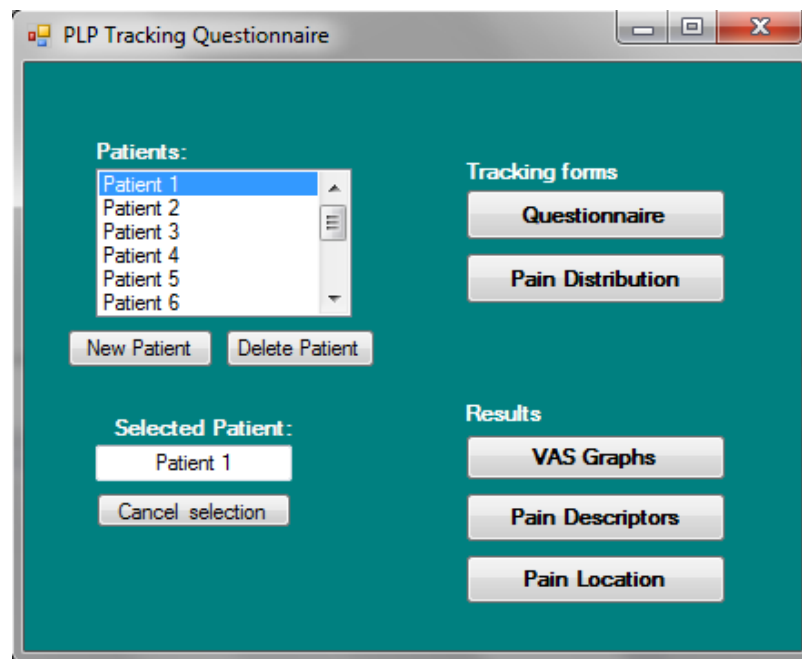 PLP Tracking Questionnaire
Patients:
Patient 1
Patient 2
Patient 3
Patient 4
Patient 5
Patient 6
New Patient
Delete Patient
Selected Patient:
Patient 1
Cancel selection
Tracking forms
Questionnaire
Pain Distribution
Results
VAS Graphs
Pain Descriptors
Pain Location